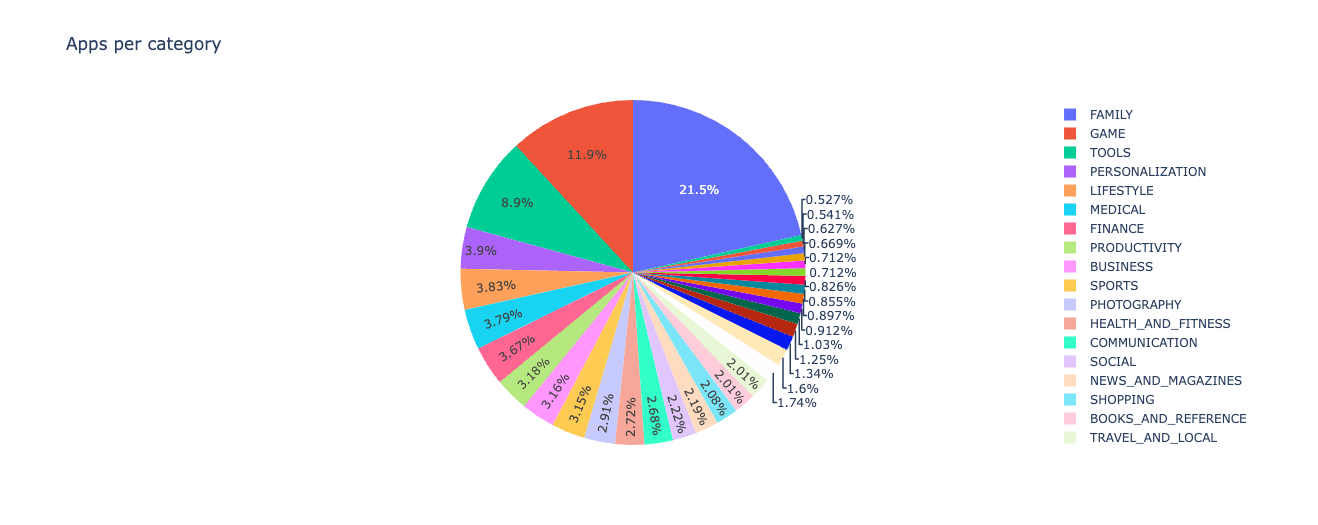 Apps per category
21.5%
11.9%
8.9%
3.9%
3.83%
3.79%
3.67%
3.18%
3.16%
3.15%
2.91%
2.72%
2.68%
2.22%
2.19%
2.08%
2.01%
2.01%
0.527%
0.541%
0.627%
0.669%
0.712%
0.712%
0.826%
0.855%
0.897%
0.912%
1.03%
1.25%
1.34%
1.6%
1.74%
FAMILY
GAME
TOOLS
PERSONALIZATION
LIFESTYLE
MEDICAL
FINANCE
PRODUCTIVITY
BUSINESS
SPORTS
PHOTOGRAPHY
HEALTH_AND_FITNESS
COMMUNICATION
SOCIAL
NEWS_AND_MAGAZINES
SHOPPING
BOOKS_AND_REFERENCE
TRAVEL_AND_LOCAL